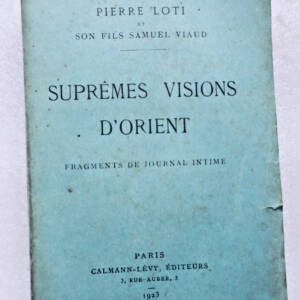 PIERRE LOTI
ET
SON FILS SAMUEL VIAUD
SUPRÊMES VISIONS
D'ORIENT
FRAGMENTS DE JOURNAL INTIME
PARIS
CALMANN-LÉVY, ÉDITEURS
3, RUE AUBER, 3
1923